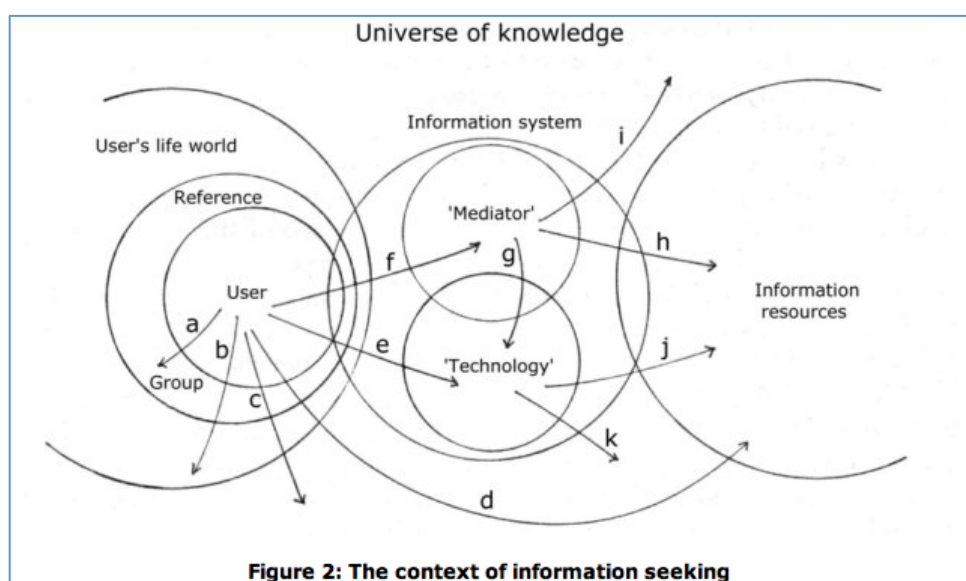 Universe of knowledge
Information system
User's life world
Reference
'Mediator'
i
h
f
g
User
Information
resources
a
b
e
j
Group
'Technology'
c
k
d
Figure 2: The context of information seeking